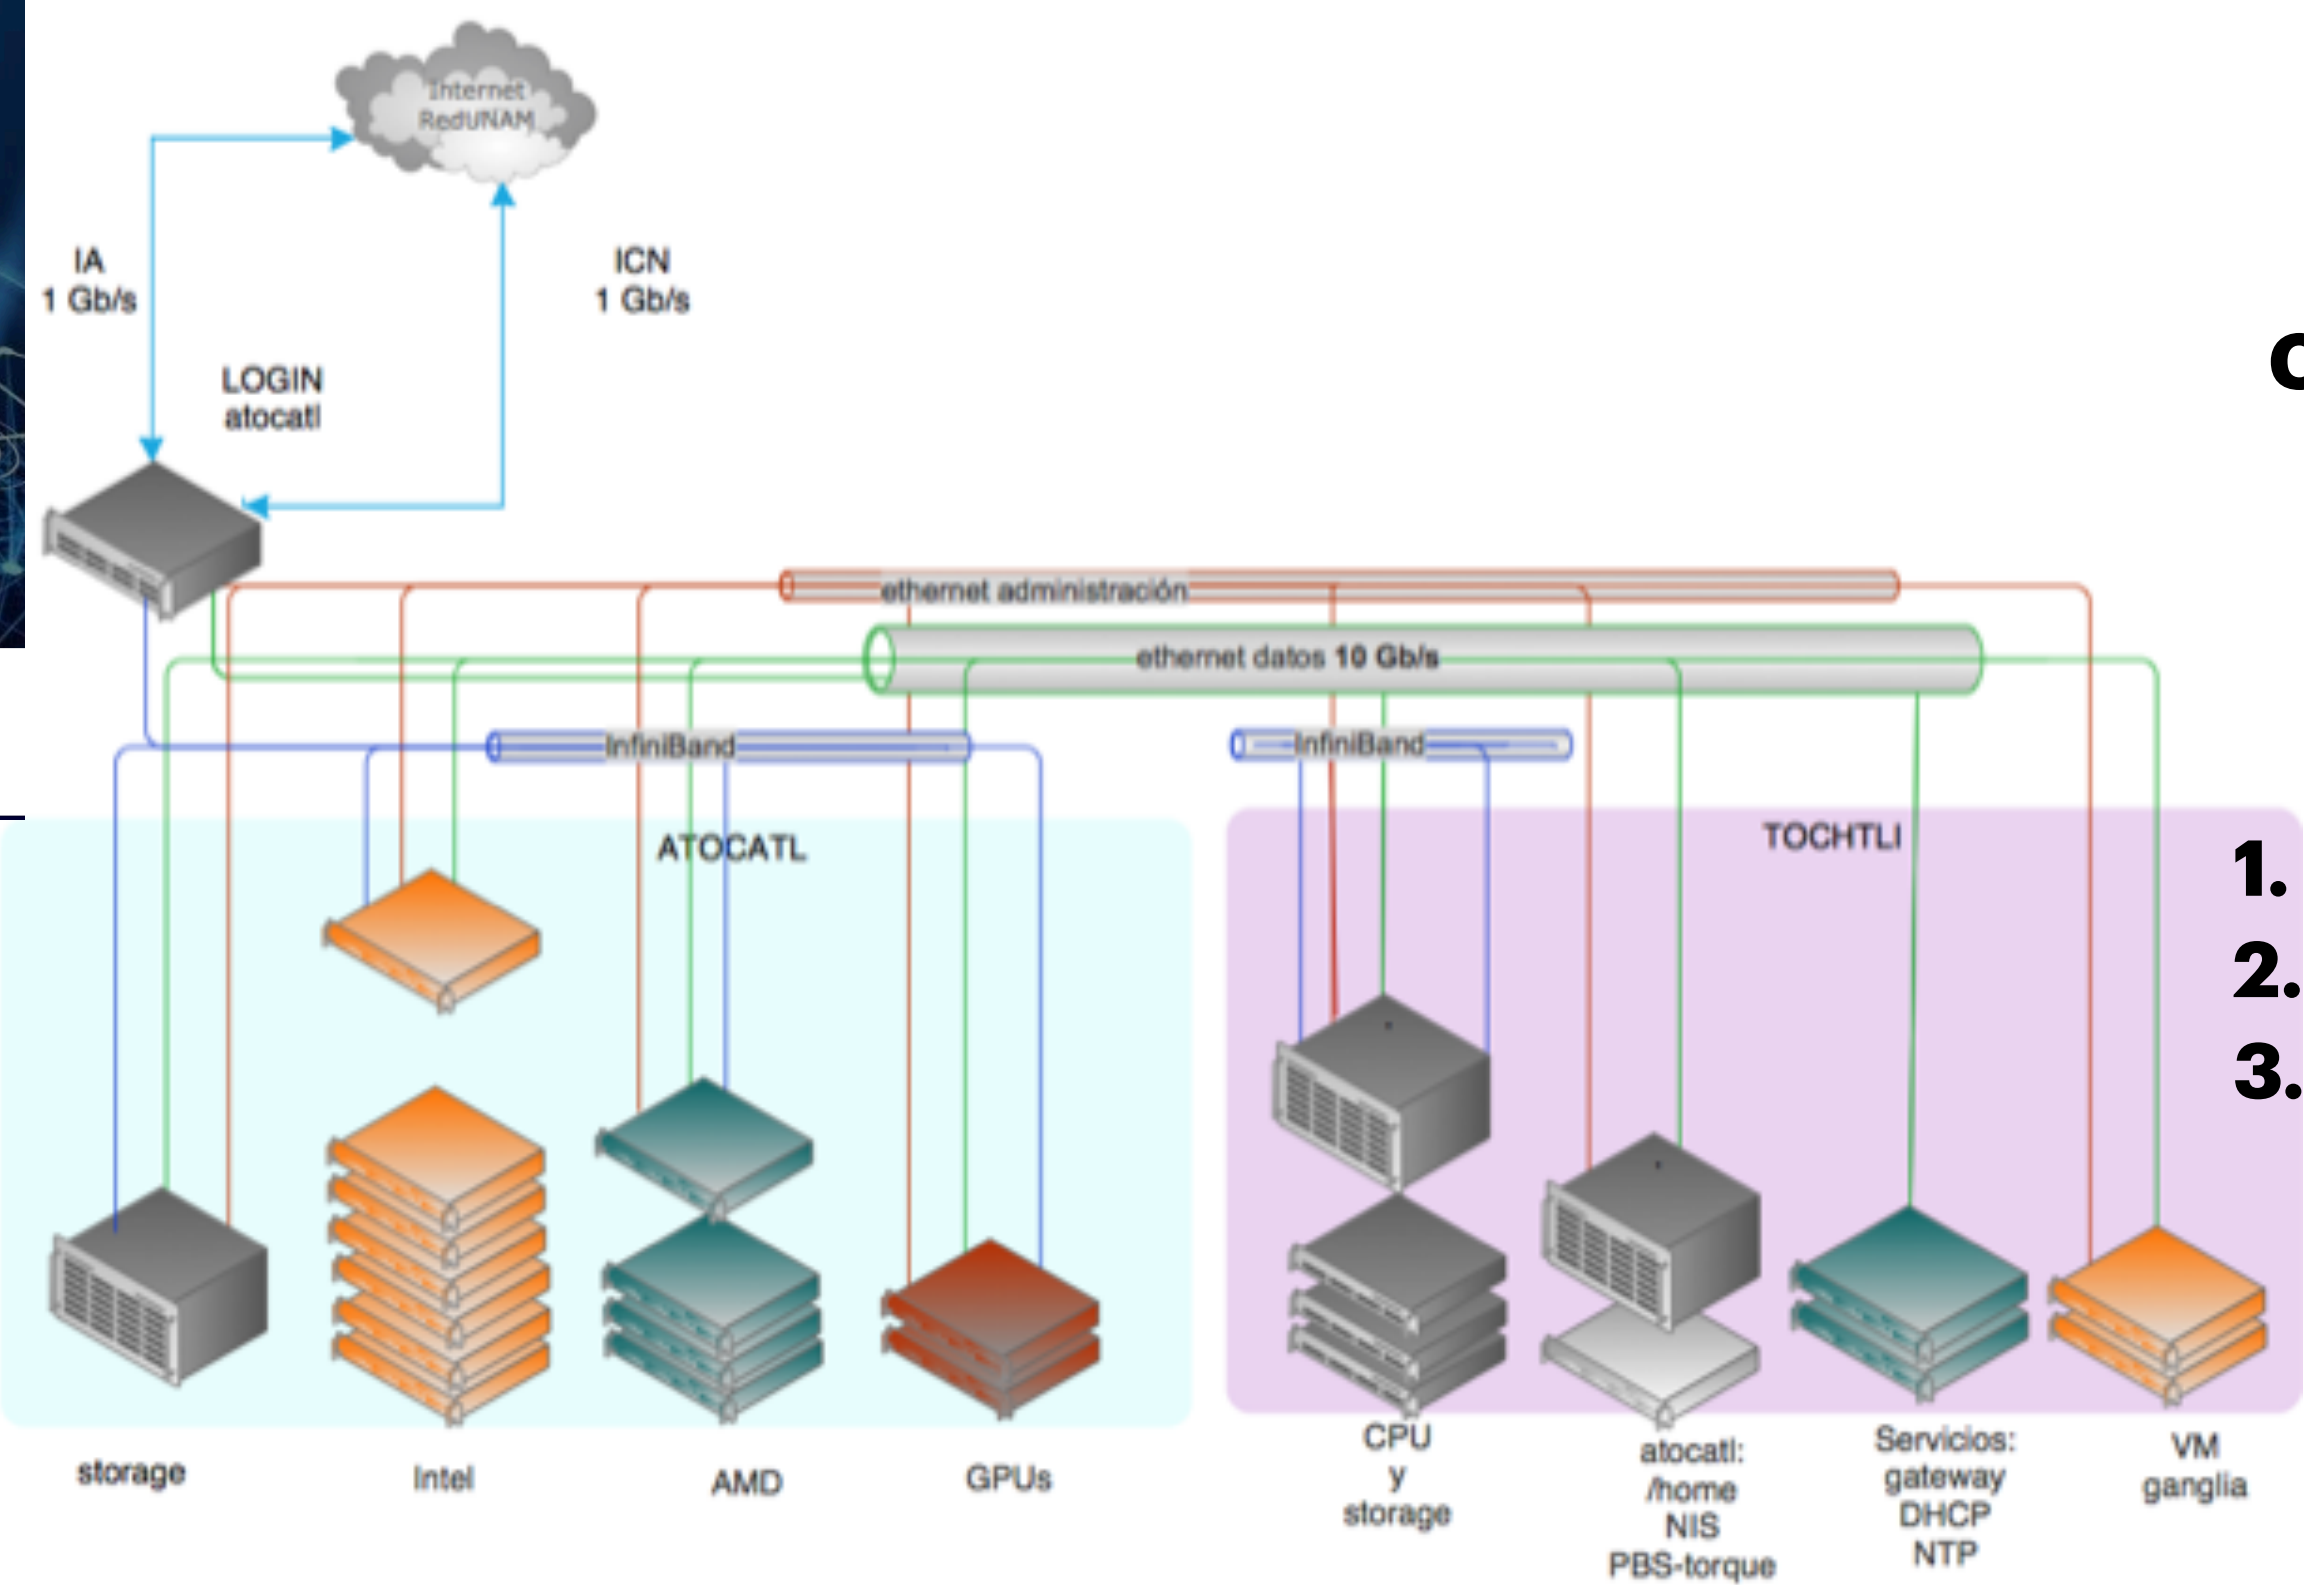 Internet
RedUNAM
IA
1 Gb/s
ICN
1 Gb/s
LOGIN
atocatl
ethernet administración
ethernet datos 10 Gb/s
InfiniBand
InfiniBand
ATOCATL
TOCHTLI
1.
2.
3.
storage
Intel
AMD
GPUs
CPU
y
storage
atocatl:
/home
NIS
PBS-torque
Servicios:
gateway
DHCP
NTP
VM
ganglia